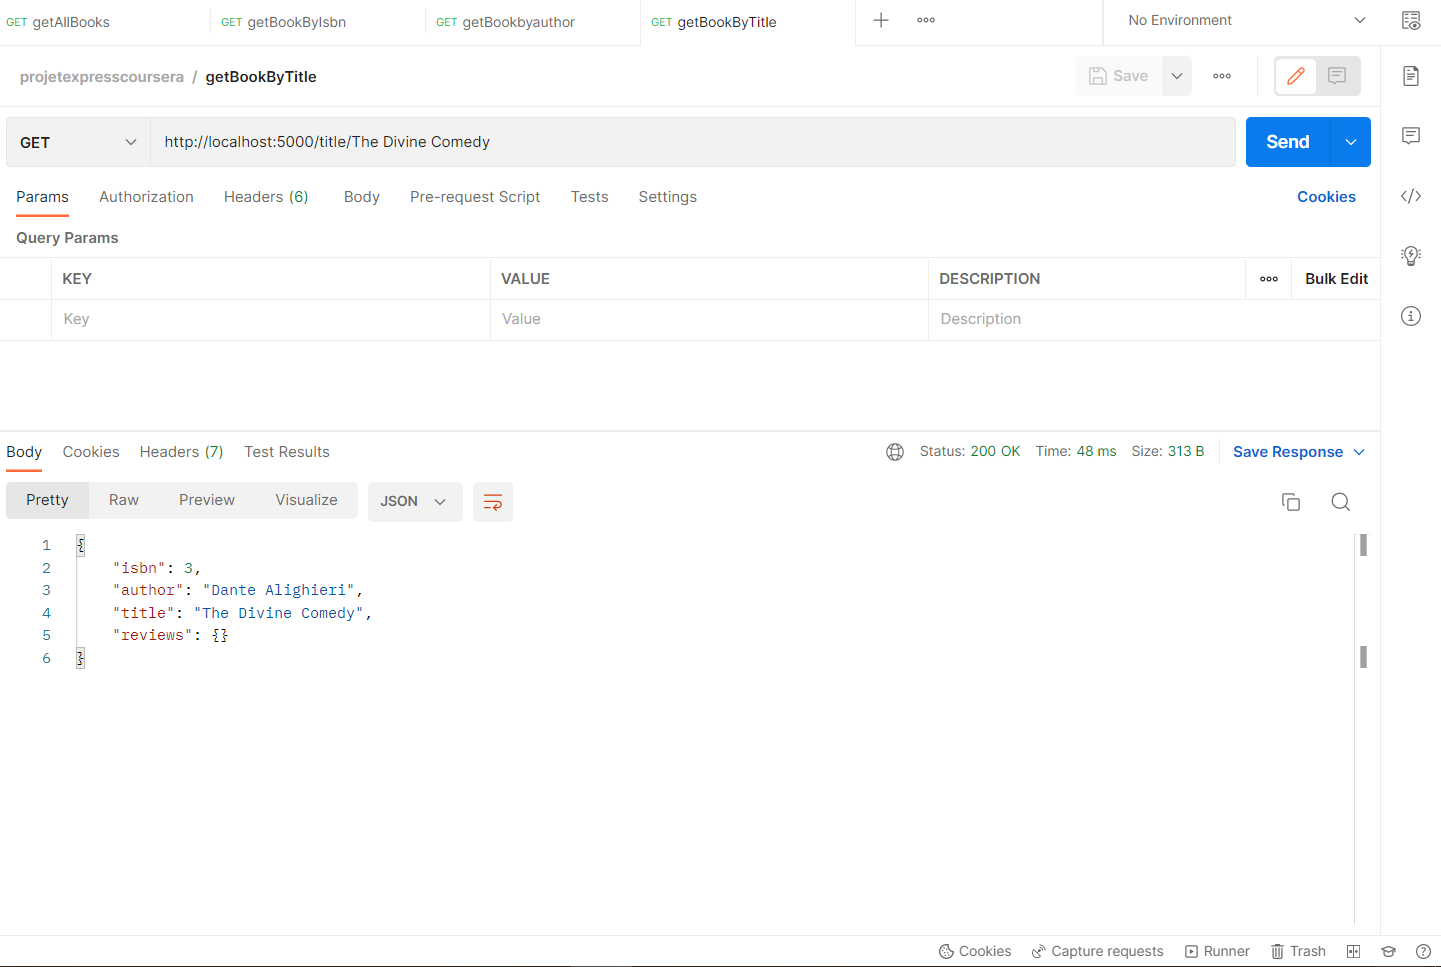 GET getAllBooks GET getBookByIsbn GET getBookbyauthor GET getBookByTitle No Environment
projetexpresscoursera / getBookByTitle Save
GET http://localhost:5000/title/The Divine Comedy Send
Params Authorization Headers (6) Body Pre-request Script Tests Settings Cookies
Query Params
KEY VALUE DESCRIPTION Bulk Edit
Key Value Description
Body Cookies Headers (7) Test Results Status: 200 OK Time: 48 ms Size: 313 B Save Response
Pretty Raw Preview Visualize JSON
1 {
2 "isbn": 3,
3 "author": "Dante Alighieri",
4 "title": "The Divine Comedy",
5 "reviews": {}
6 }
Cookies Capture requests Runner Trash